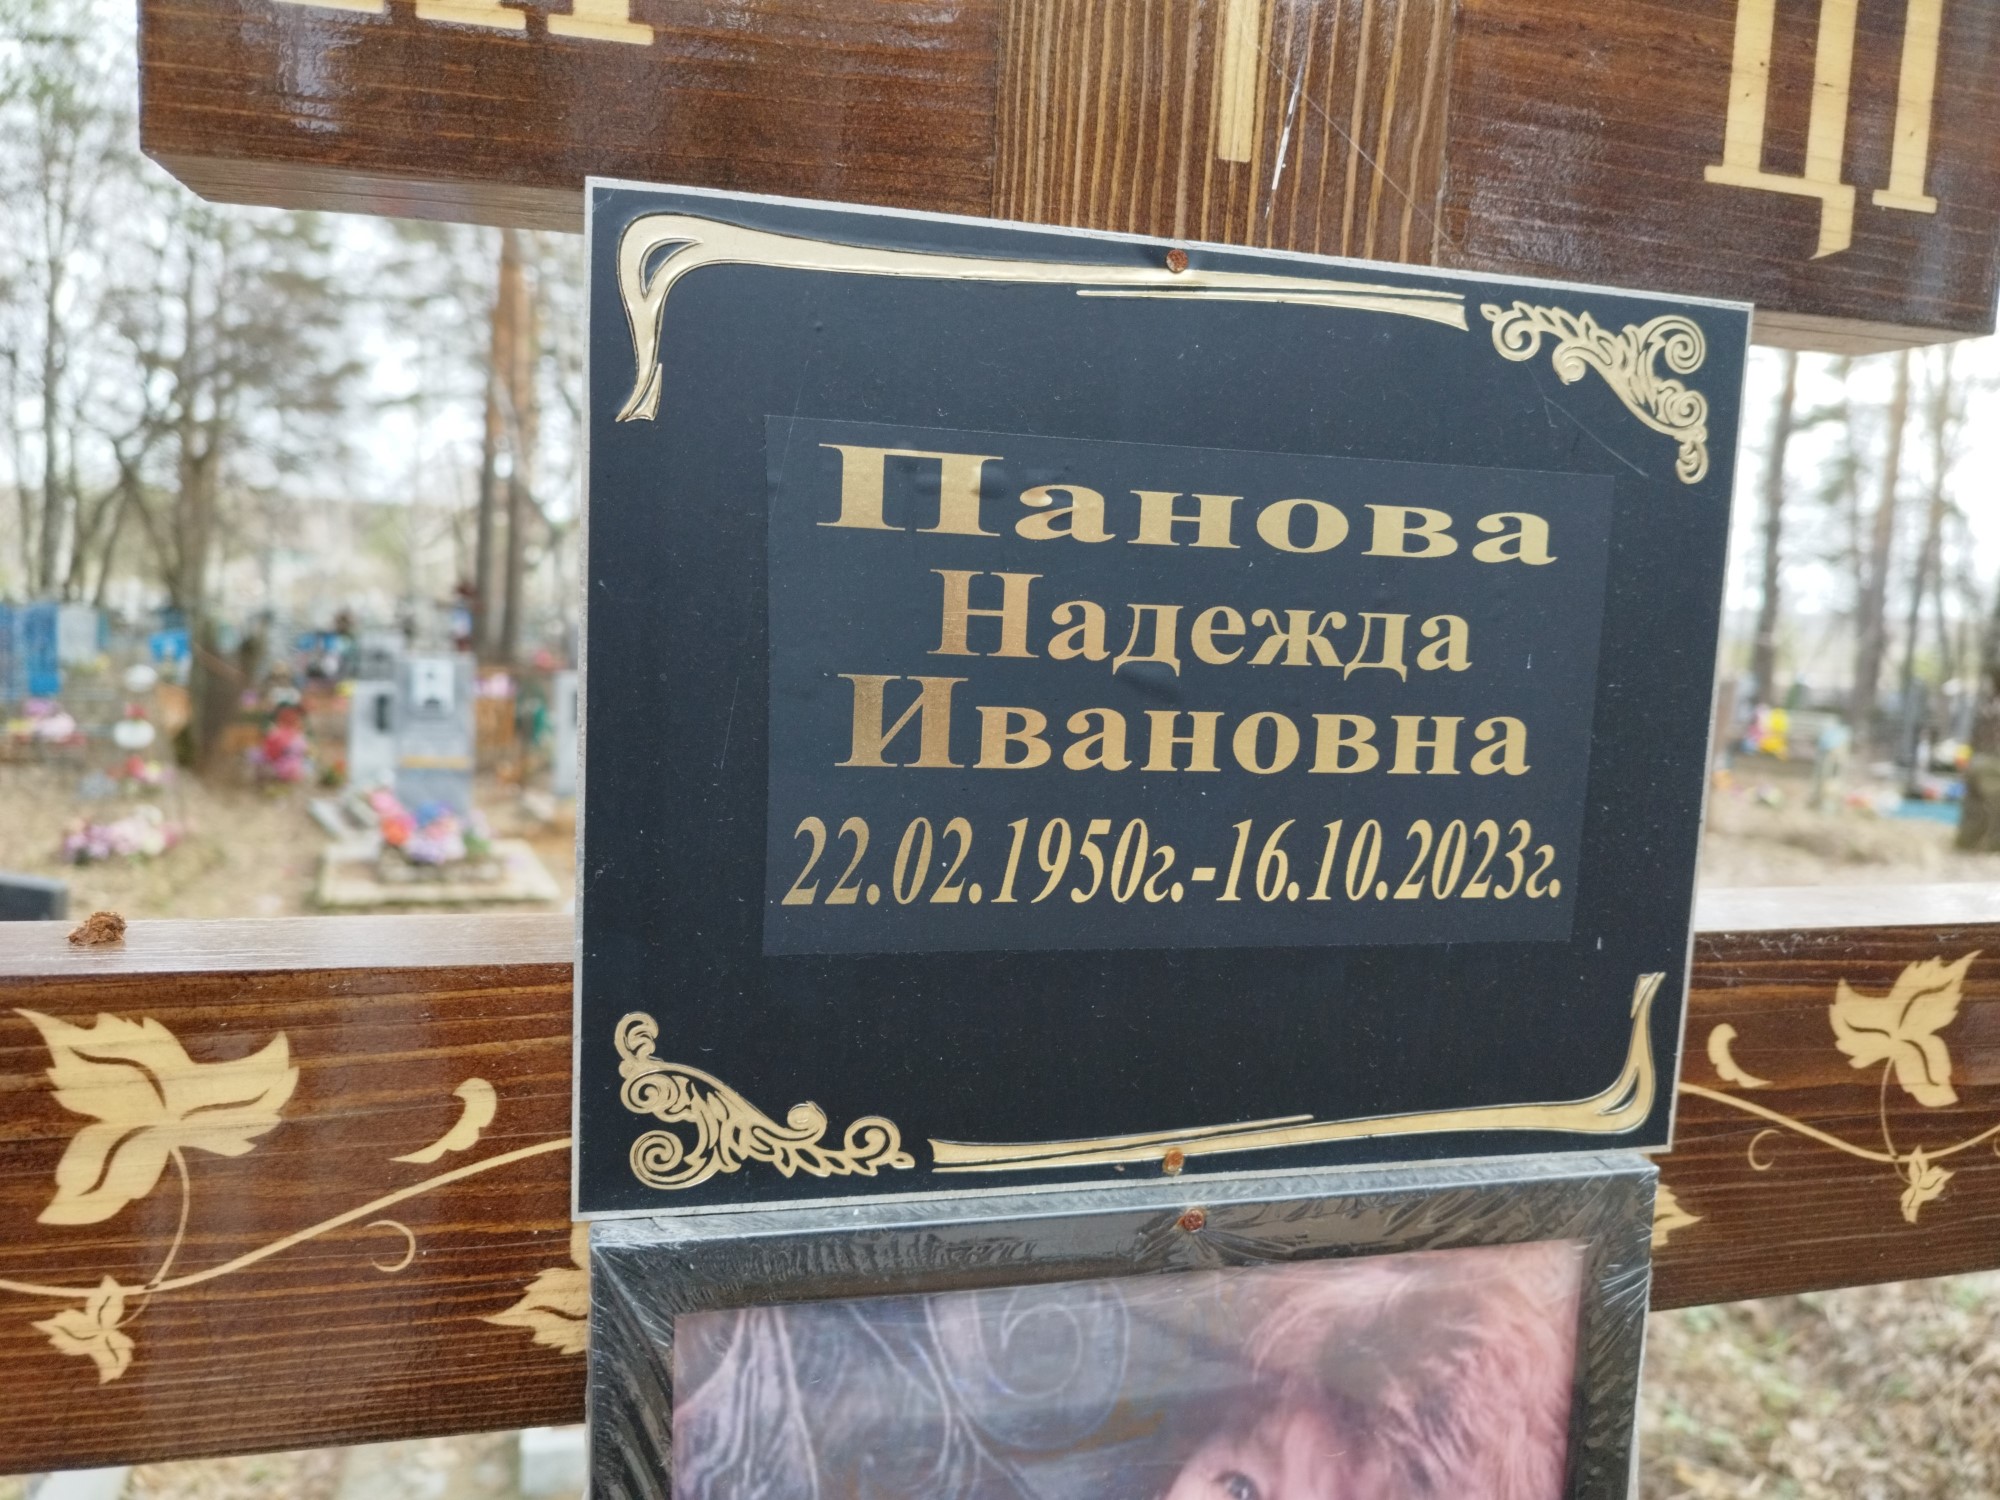 Панова
Надежда
Ивановна
22.02.1950г.-16.10.2023г.